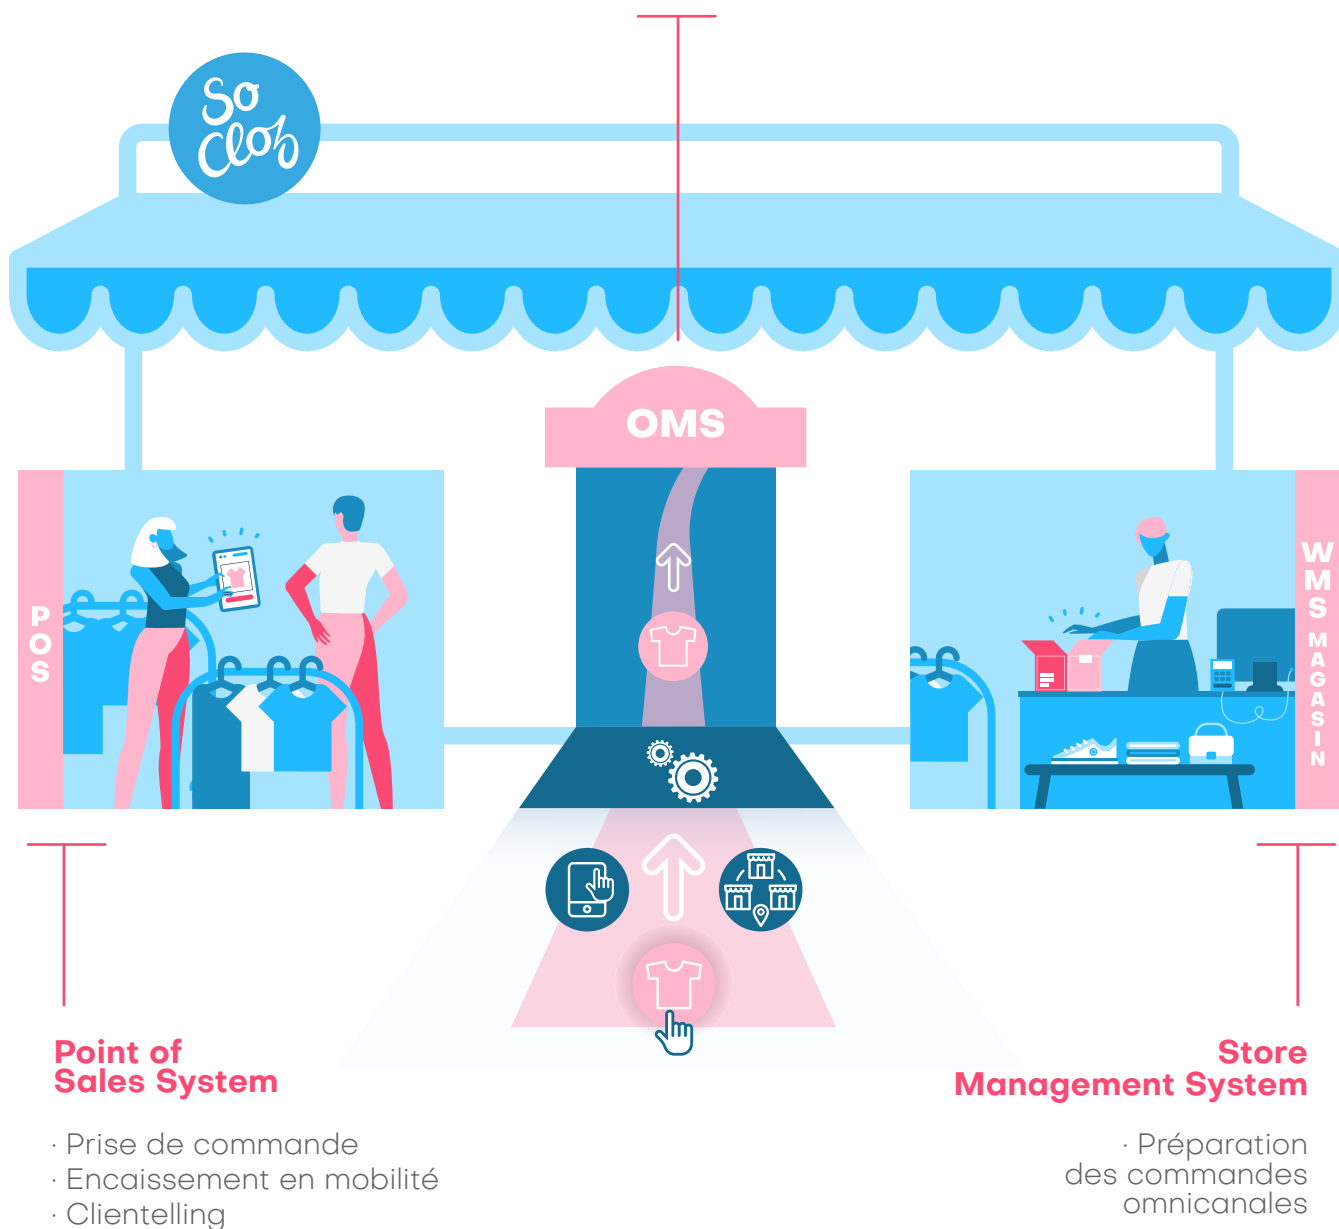 So
Cloz
OMS
POS
WMS MAGASIN
Point of
Sales System
· Prise de commande
· Encaissement en mobilité
· Clientelling
Store
Management System
· Préparation
des commandes
omnicanales